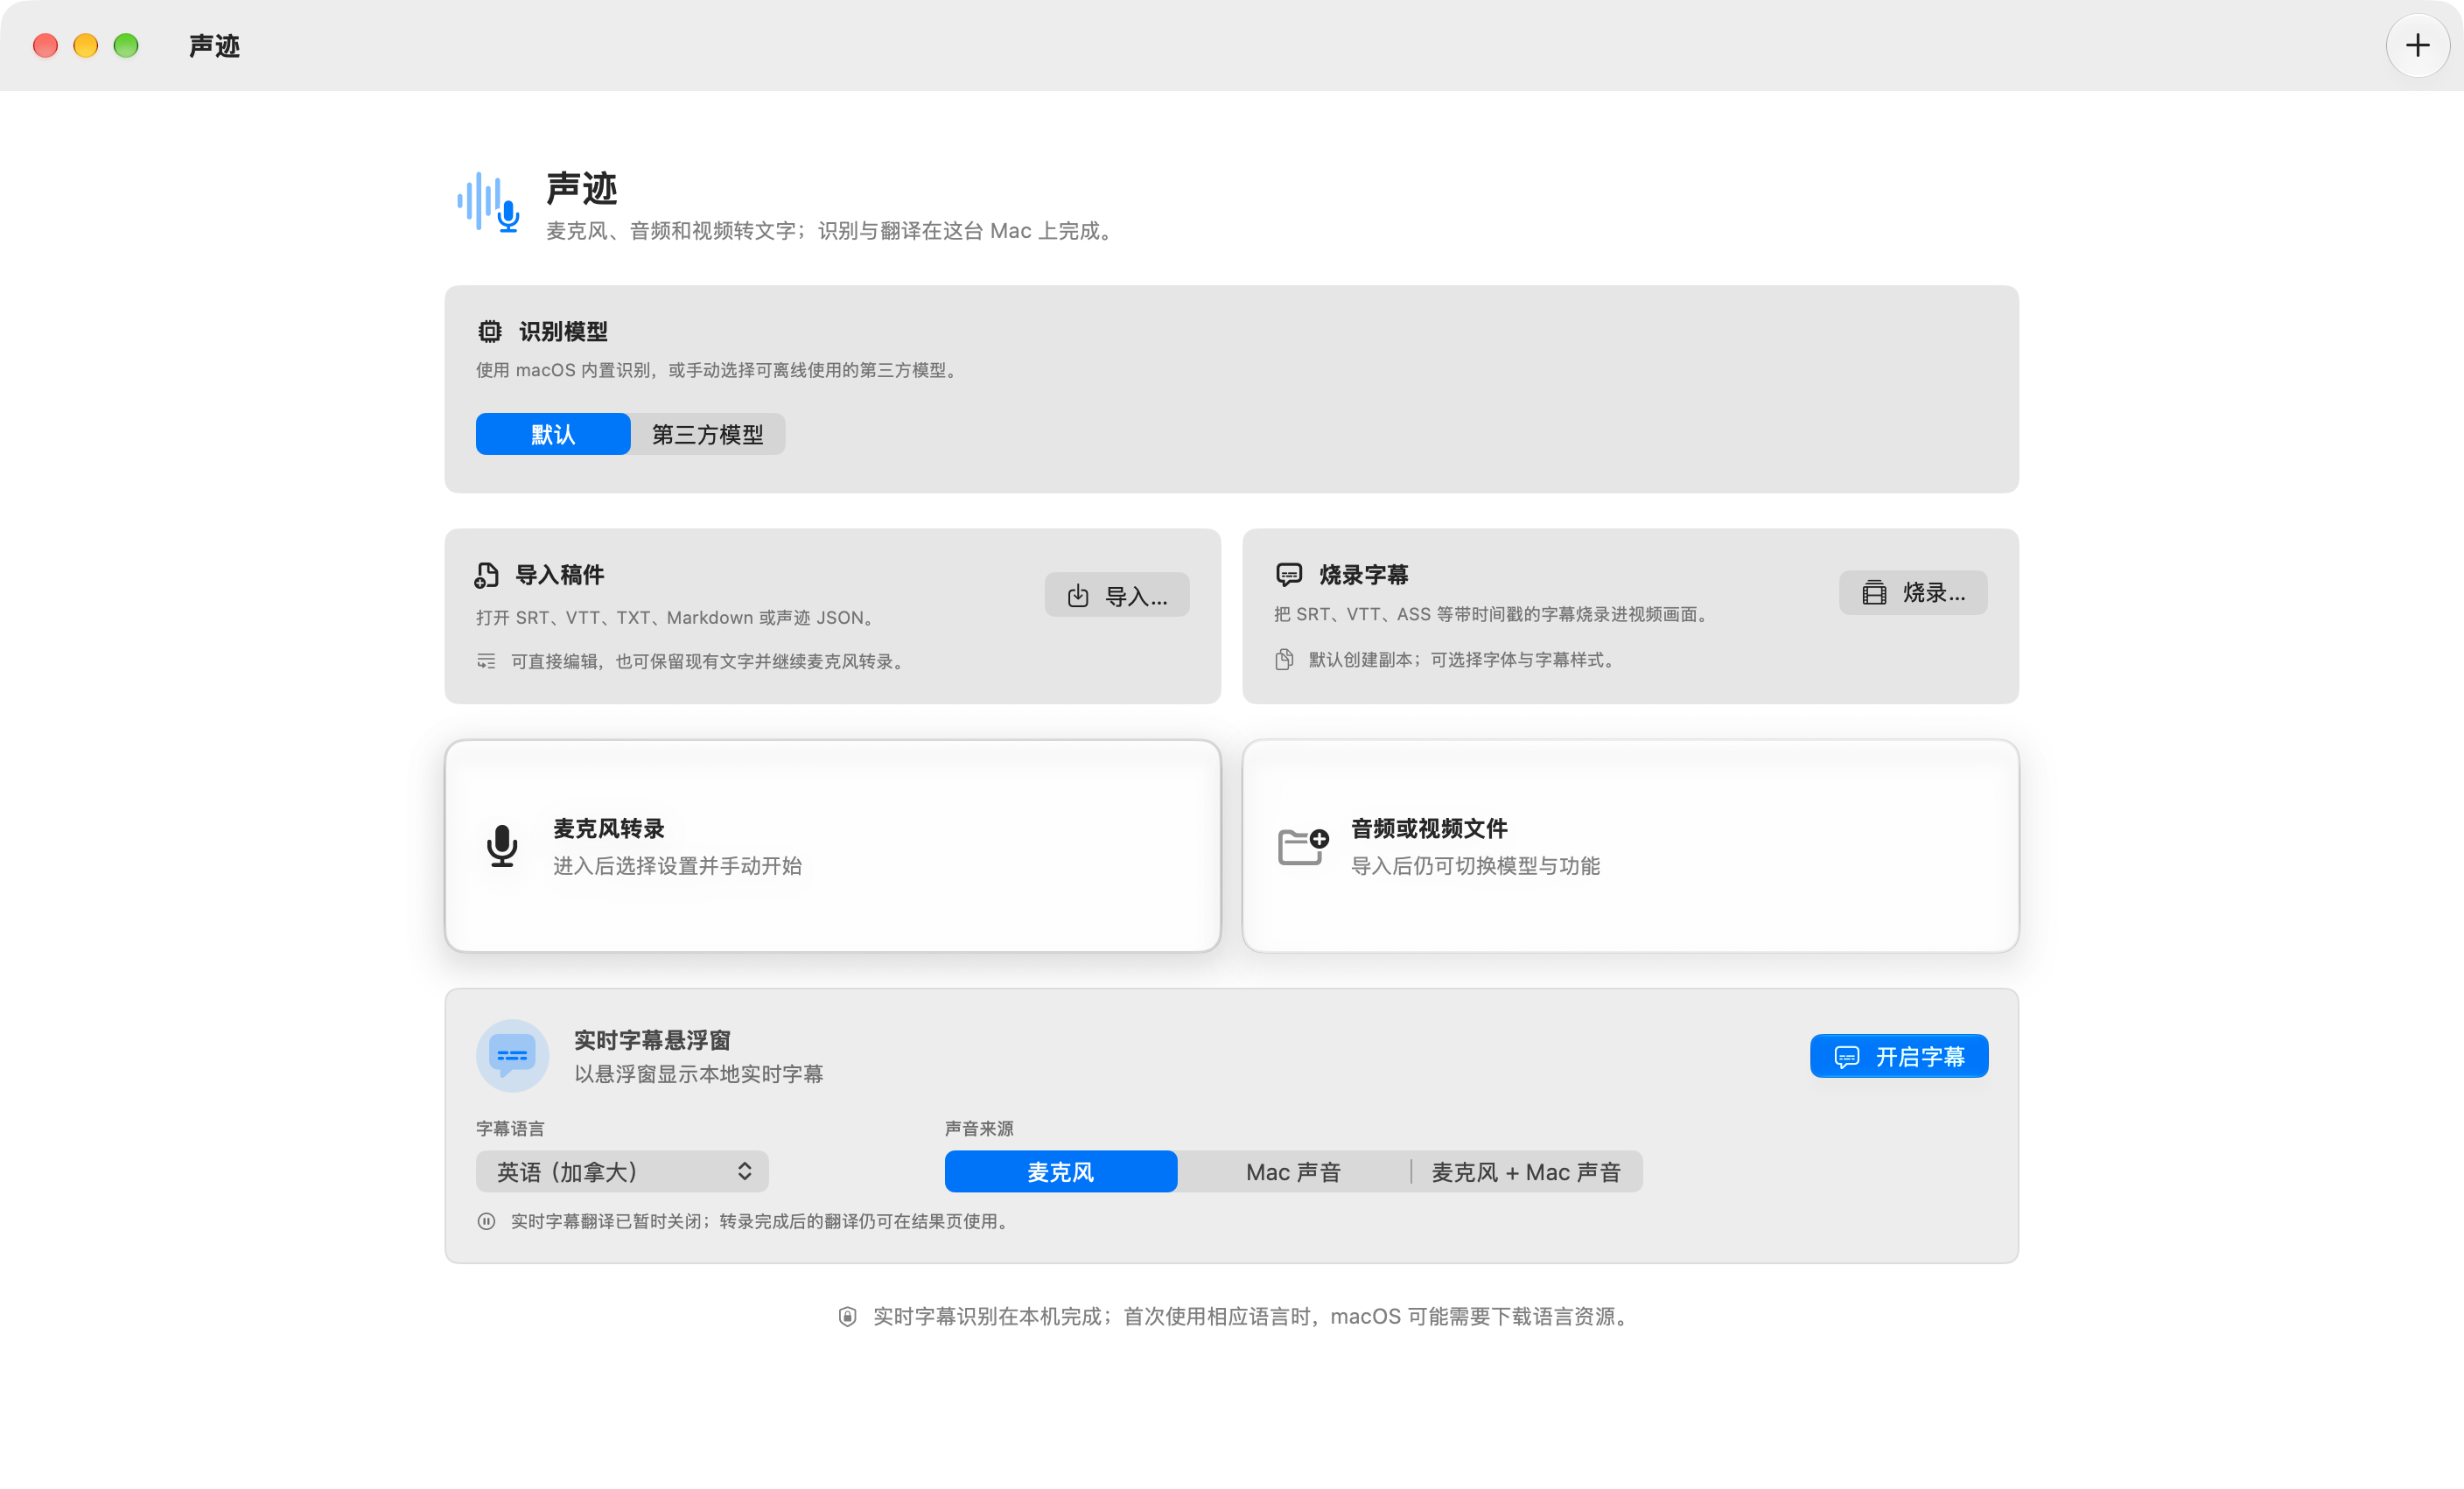 声迹
声迹
麦克风、音频和视频转文字；识别与翻译在这台 Mac 上完成。
识别模型
使用 macOS 内置识别，或手动选择可离线使用的第三方模型。
默认
第三方模型
导入稿件
打开 SRT、VTT、TXT、Markdown 或声迹 JSON。
可直接编辑，也可保留现有文字并继续麦克风转录。
导入...
烧录字幕
把 SRT、VTT、ASS 等带时间戳的字幕烧录进视频画面。
默认创建副本；可选择字体与字幕样式。
烧录...
麦克风转录
进入后选择设置并手动开始
音频或视频文件
导入后仍可切换模型与功能
实时字幕悬浮窗
以悬浮窗显示本地实时字幕
开启字幕
字幕语言
英语（加拿大）
声音来源
麦克风
Mac 声音
麦克风 + Mac 声音
实时字幕翻译已暂时关闭；转录完成后的翻译仍可在结果页使用。
实时字幕识别在本机完成；首次使用相应语言时，macOS 可能需要下载语言资源。